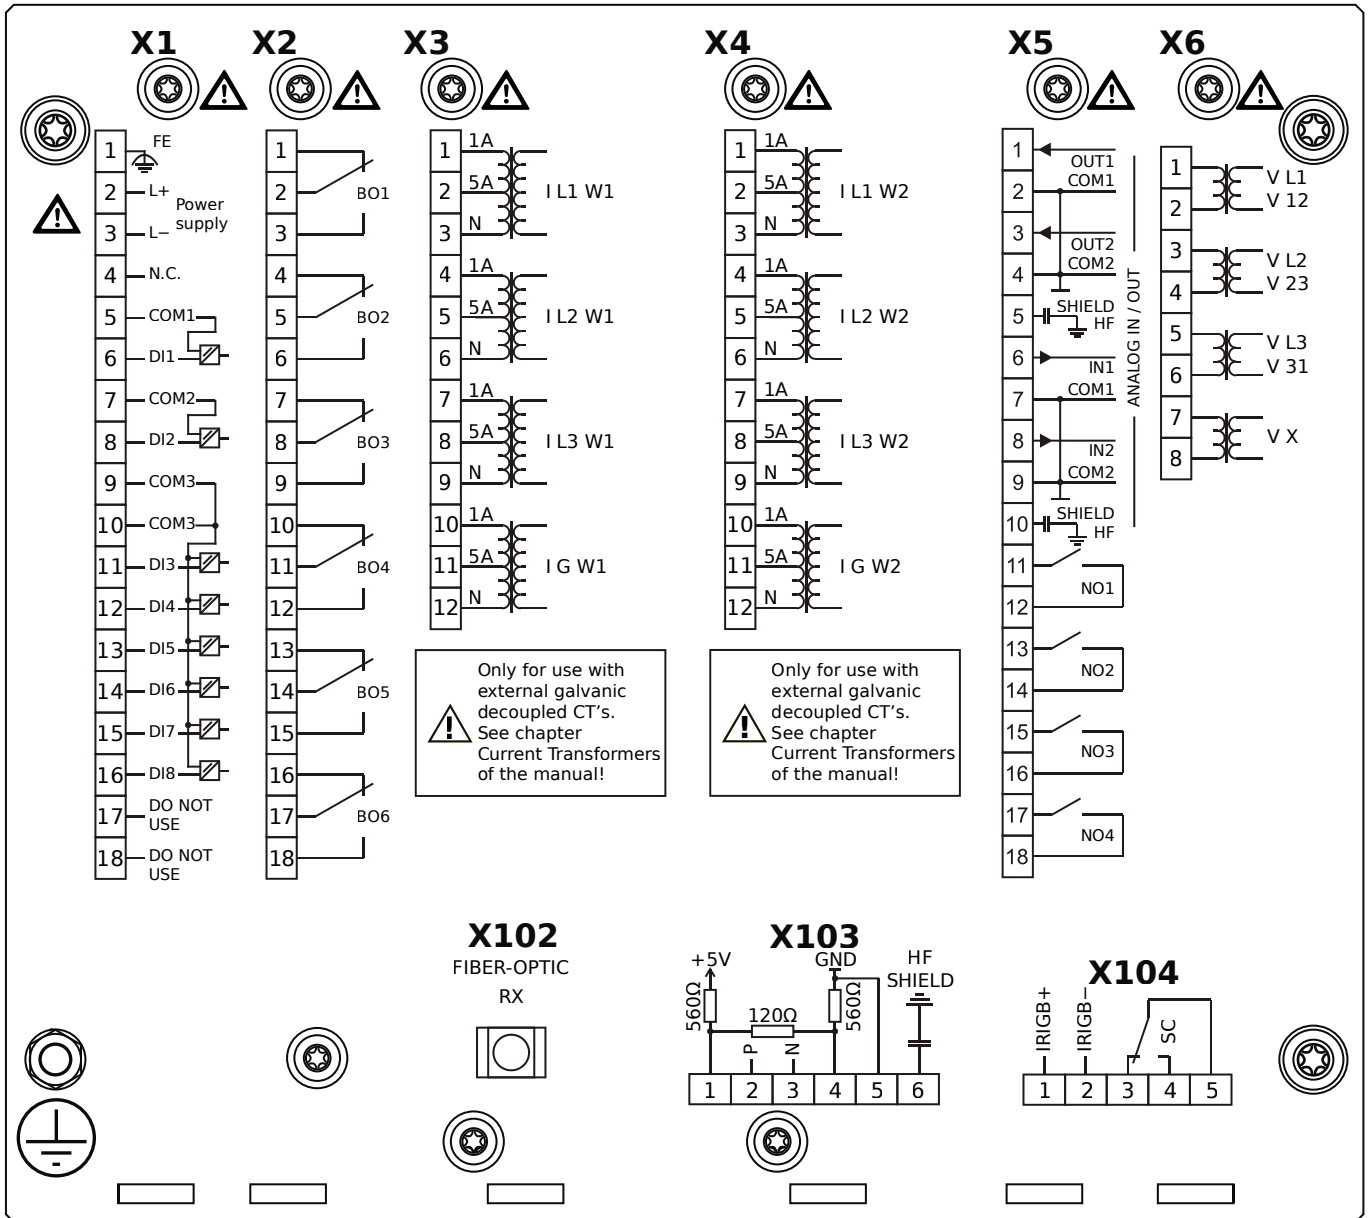 X1
X2
X3
X4
X5
X6
1 FE
2 L+
Power
supply
3 L−
4 N.C.
5 COM1
6 DI1
7 COM2
8 DI2
9 COM3
10 COM3
11 DI3
12 DI4
13 DI5
14 DI6
15 DI7
16 DI8
17 DO NOT
USE
18 DO NOT
USE
1
2 BO1
3
4
5 BO2
6
7
8 BO3
9
10
11 BO4
12
13
14 BO5
15
16
17 BO6
18
1 1A
2 5A I L1 W1
3 N
4 1A
5 5A I L2 W1
6 N
7 1A
8 5A I L3 W1
9 N
10 1A
11 5A I G W1
12 N
Only for use with
external galvanic
decoupled CT's.
See chapter
Current Transformers
of the manual!
1 1A
2 5A I L1 W2
3 N
4 1A
5 5A I L2 W2
6 N
7 1A
8 5A I L3 W2
9 N
10 1A
11 5A I G W2
12 N
Only for use with
external galvanic
decoupled CT's.
See chapter
Current Transformers
of the manual!
1
OUT1
2 COM1
3
OUT2
4 COM2
5 SHIELD
HF
6
IN1
7 COM1
8
IN2
9 COM2
10 SHIELD
HF
ANALOG IN / OUT
11
NO1
12
13
NO2
14
15
NO3
16
17
NO4
18
1 V L1
2 V 12
3 V L2
4 V 23
5 V L3
6 V 31
7 V X
8
X102
FIBER-OPTIC
RX
X103
+5V
GND
HF
SHIELD
560Ω
120Ω
560Ω
P
N
1 2 3 4 5 6
X104
IRIGB+
IRIGB−
SC
1 2 3 4 5